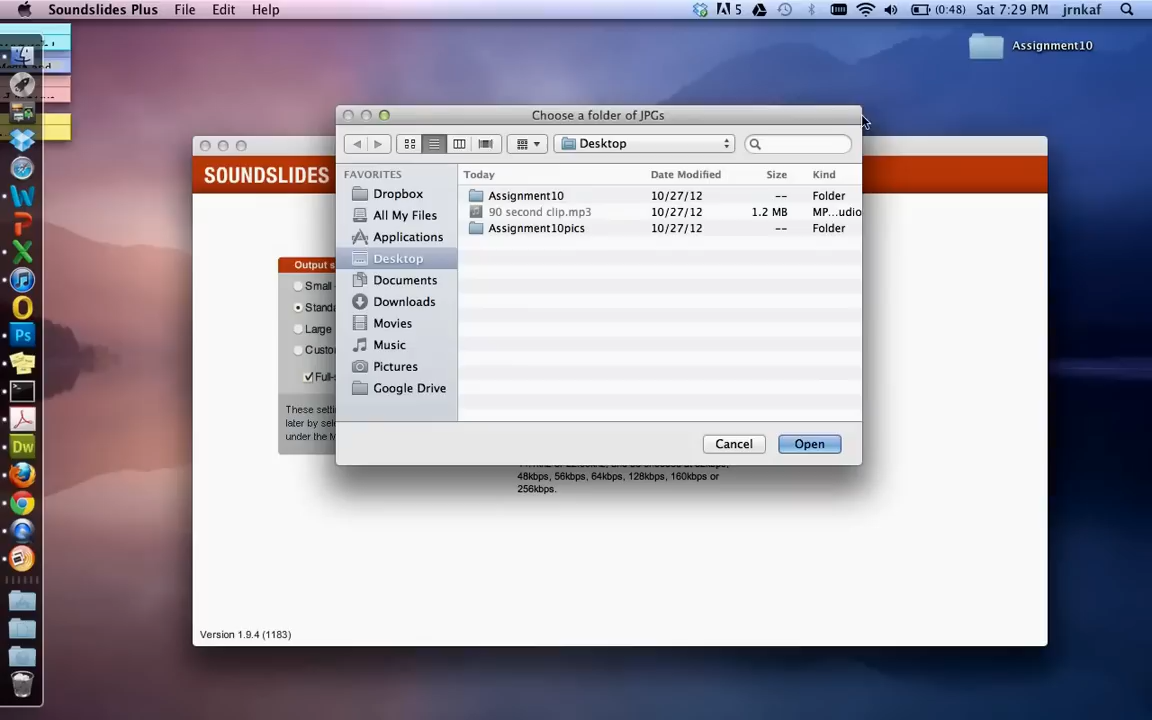 Soundslides Plus File Edit Help 5 (0:48) Sat 7:29 PM jrnkaf
Assignment10
Choose a folder of JPGs
Desktop
SOUNDSLIDES
FAVORITES
Dropbox
All My Files
Applications
Desktop
Documents
Downloads
Movies
Music
Pictures
Google Drive
Today Date Modified Size Kind
Assignment10 10/27/12 -- Folder
90 second clip.mp3 10/27/12 1.2 MB MP...udio
Assignment10pics 10/27/12 -- Folder
Output s
Small
Standa
Large
Custo
Full-s
These setti
later by sele
under the M
Cancel Open
48kbps, 56kbps, 64kbps, 128kbps, 160kbps or
256kbps.
Version 1.9.4 (1183)